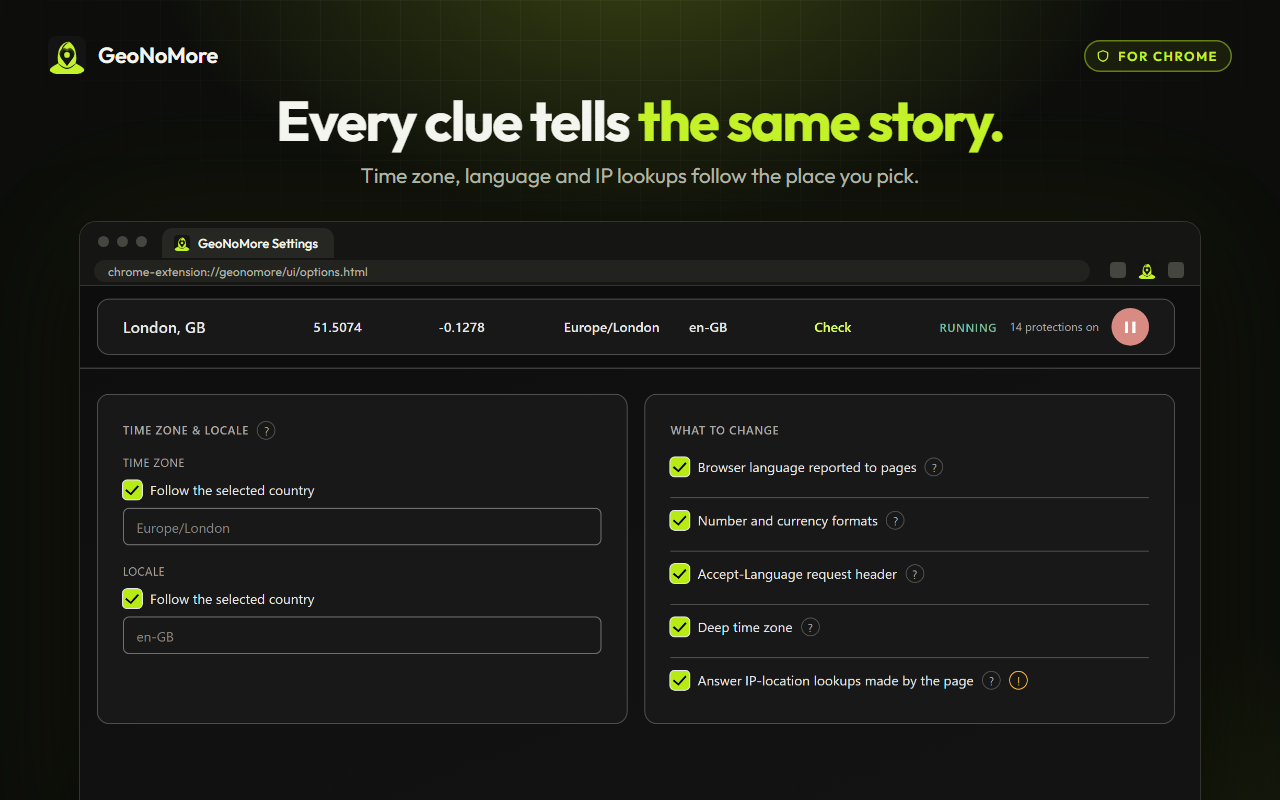 GeoNoMore
FOR CHROME
Every clue tells the same story.
Time zone, language and IP lookups follow the place you pick.
GeoNoMore Settings
chrome-extension://geonomore/ui/options.html
London, GB 51.5074 -0.1278 Europe/London en-GB Check RUNNING 14 protections on
TIME ZONE & LOCALE ?
TIME ZONE
Follow the selected country
Europe/London
LOCALE
Follow the selected country
en-GB
WHAT TO CHANGE
Browser language reported to pages ?
Number and currency formats ?
Accept-Language request header ?
Deep time zone ?
Answer IP-location lookups made by the page ? !